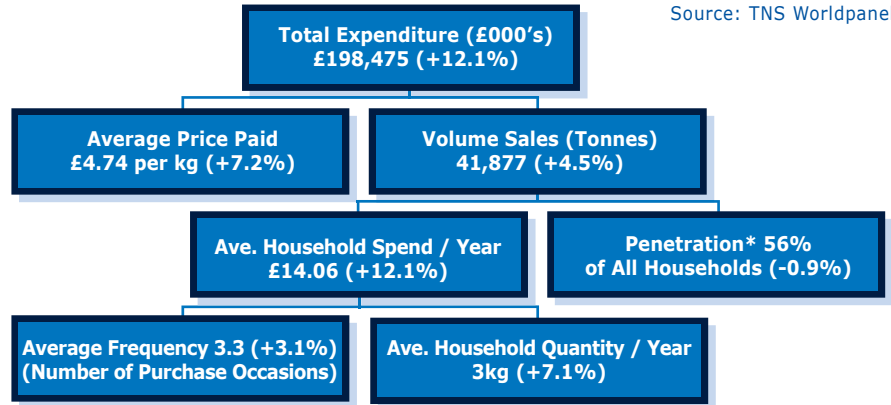 Source: TNS Worldpane
Total Expenditure (£000’s)
£198,475 (+12.1%)
Average Price Paid
£4.74 per kg (+7.2%)
Volume Sales (Tonnes)
41,877 (+4.5%)
Ave. Household Spend / Year
£14.06 (+12.1%)
Penetration* 56%
of All Households (-0.9%)
Average Frequency 3.3 (+3.1%)
(Number of Purchase Occasions)
Ave. Household Quantity / Year
3kg (+7.1%)